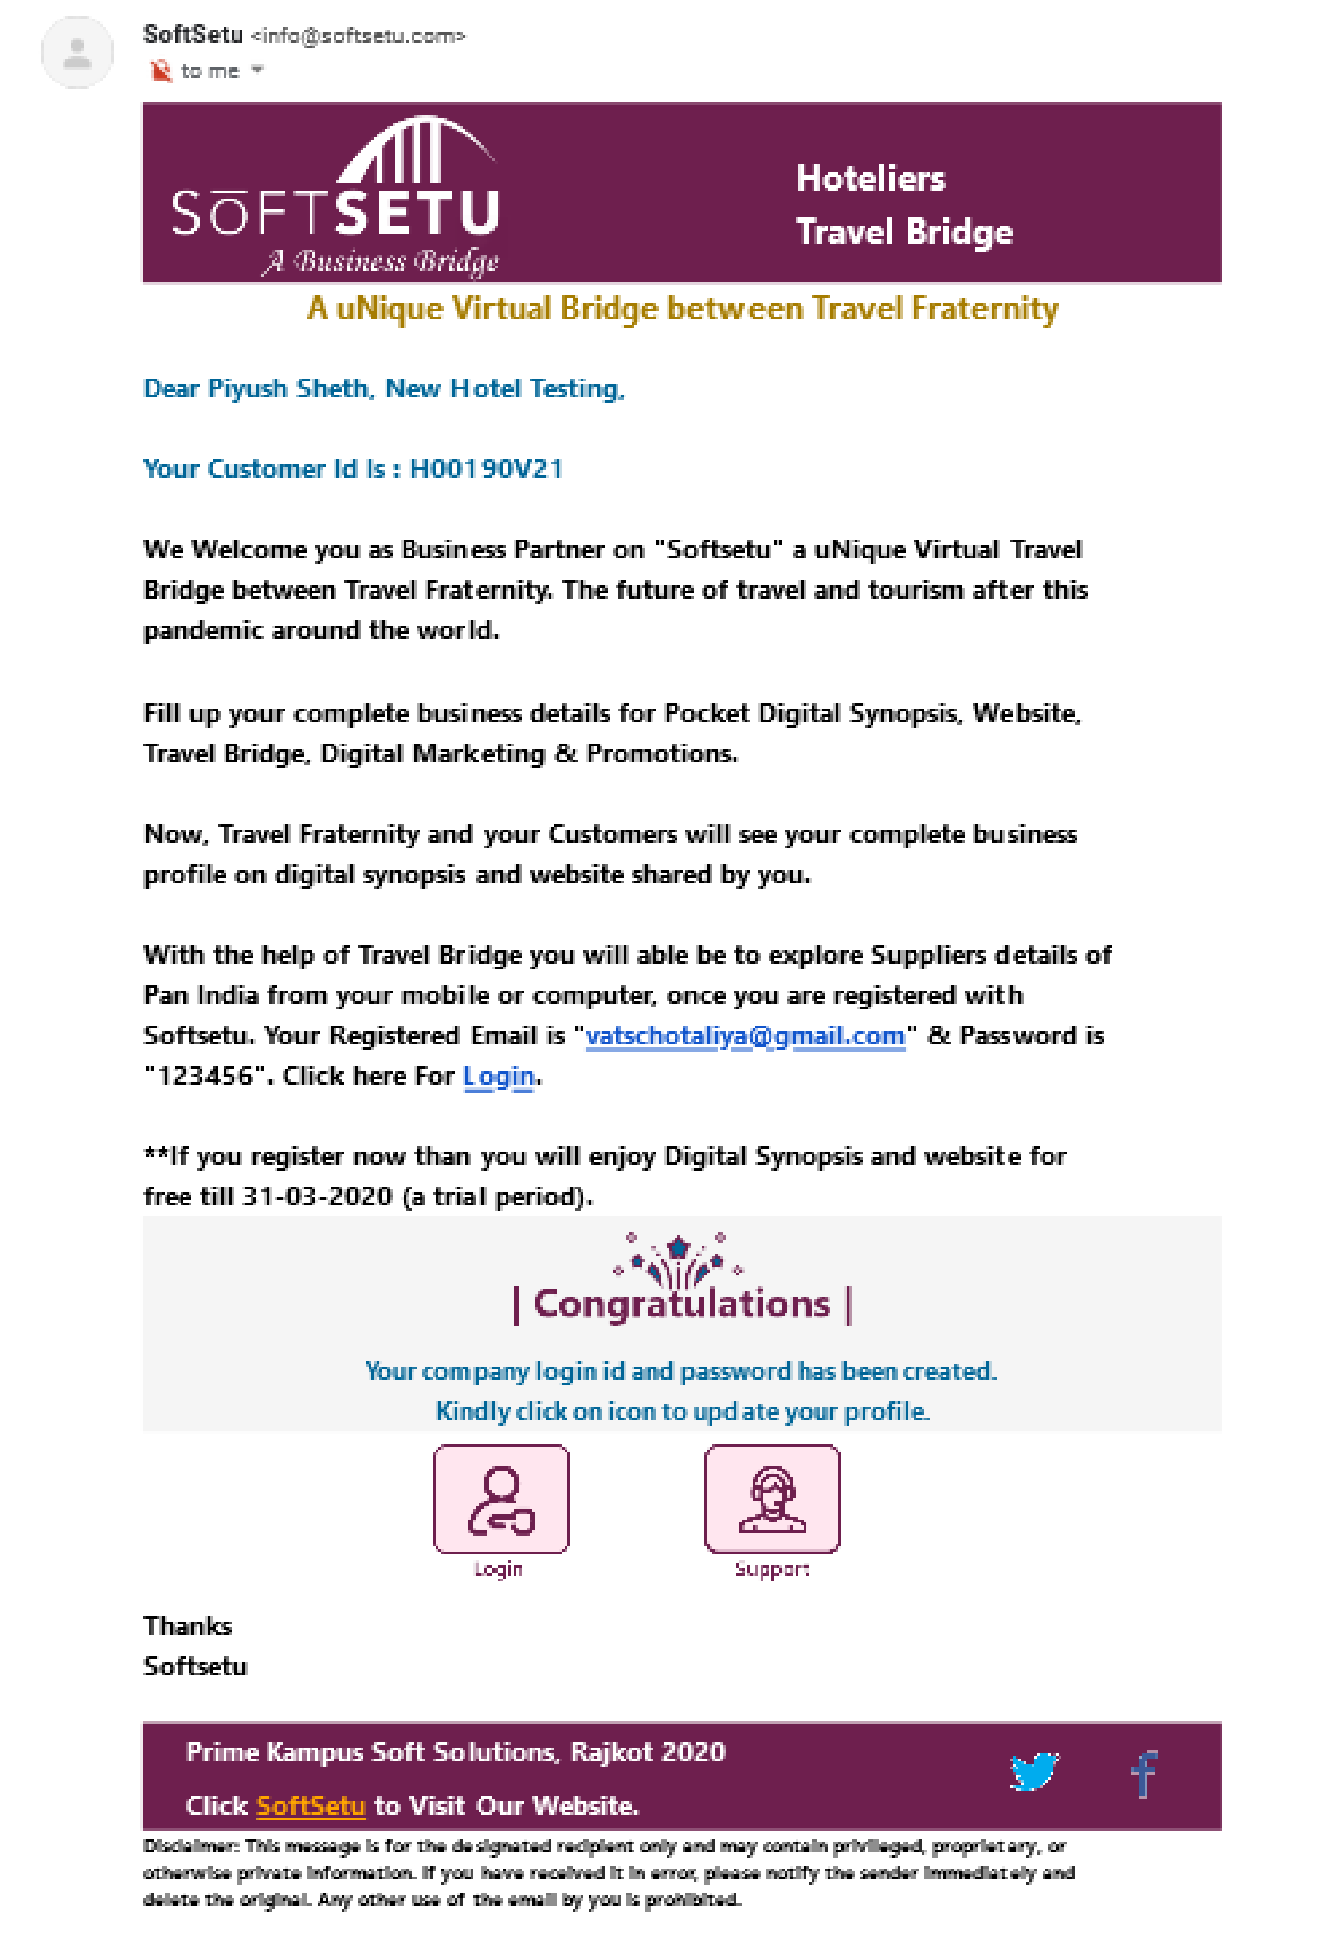 SoftSetu <info@softsetu.com>
to me
SōFTSETU
A Business Bridge
Hoteliers
Travel Bridge
A uNique Virtual Bridge between Travel Fraternity
Dear Piyush Sheth, New Hotel Testing,
Your Customer Id Is : H00190V21
We Welcome you as Business Partner on "Softsetu" a uNique Virtual Travel
Bridge between Travel Fraternity. The future of travel and tourism after this
pandemic around the world.
Fill up your complete business details for Pocket Digital Synopsis, Website,
Travel Bridge, Digital Marketing & Promotions.
Now, Travel Fraternity and your Customers will see your complete business
profile on digital synopsis and website shared by you.
With the help of Travel Bridge you will able be to explore Suppliers details of
Pan India from your mobile or computer, once you are registered with
Softsetu. Your Registered Email is "vatschotaliya@gmail.com" & Password is
"123456". Click here For Login.
**If you register now than you will enjoy Digital Synopsis and website for
free till 31-03-2020 (a trial period).
| Congratulations |
Your company login id and password has been created.
Kindly click on icon to update your profile.
Login
Support
Thanks
Softsetu
Prime Kampus Soft Solutions, Rajkot 2020
Click SoftSetu to Visit Our Website.
Disclaimer: This message is for the designated recipient only and may contain privileged, proprietary, or
otherwise private information. If you have received it in error, please notify the sender immediately and
delete the original. Any other use of the email by you is prohibited.